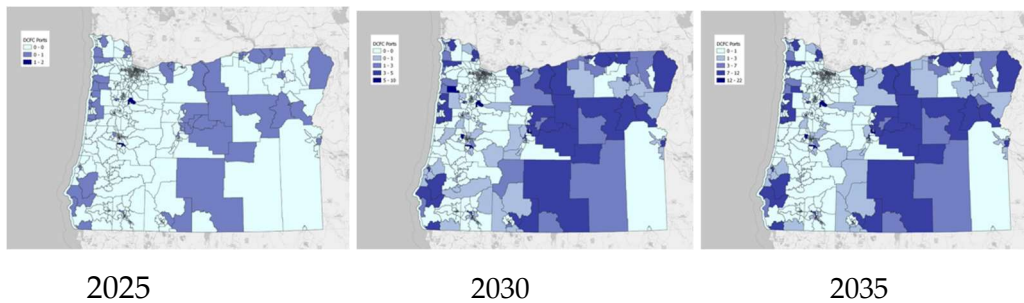 DCFC Ports
0 - 0
0 - 1
1 - 2
DCFC Ports
0 - 0
0 - 1
1 - 3
3 - 5
5 - 10
DCFC Ports
0 - 1
1 - 3
3 - 7
7 - 12
12 - 22
2025
2030
2035